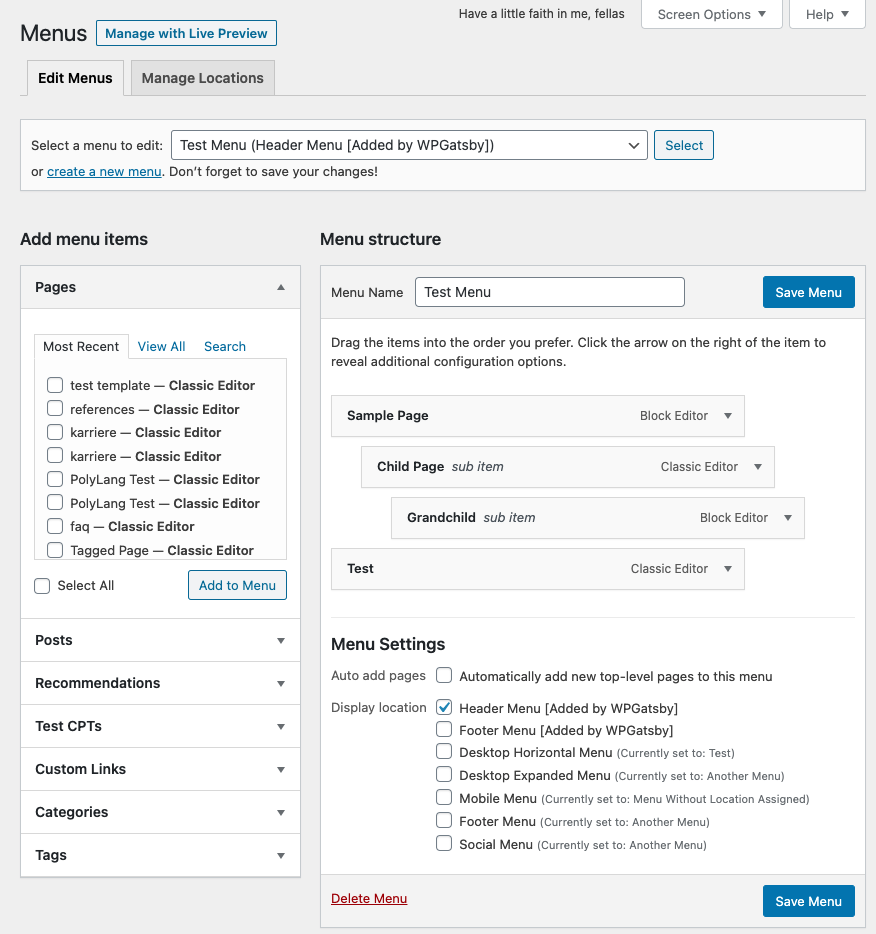 Have a little faith in me, fellas
Screen Options
Help
Menus
Manage with Live Preview
Edit Menus
Manage Locations
Select a menu to edit:
Test Menu (Header Menu [Added by WPGatsby])
Select
or create a new menu. Don’t forget to save your changes!
Add menu items
Pages
Most Recent
View All
Search
test template — Classic Editor
references — Classic Editor
karriere — Classic Editor
karriere — Classic Editor
PolyLang Test — Classic Editor
PolyLang Test — Classic Editor
faq — Classic Editor
Tagged Page — Classic Editor
Select All
Add to Menu
Posts
Recommendations
Test CPTs
Custom Links
Categories
Tags
Menu structure
Menu Name
Test Menu
Save Menu
Drag the items into the order you prefer. Click the arrow on the right of the item to
reveal additional configuration options.
Sample Page
Block Editor
Child Page sub item
Classic Editor
Grandchild sub item
Block Editor
Test
Classic Editor
Menu Settings
Auto add pages
Automatically add new top-level pages to this menu
Display location
Header Menu [Added by WPGatsby]
Footer Menu [Added by WPGatsby]
Desktop Horizontal Menu (Currently set to: Test)
Desktop Expanded Menu (Currently set to: Another Menu)
Mobile Menu (Currently set to: Menu Without Location Assigned)
Footer Menu (Currently set to: Another Menu)
Social Menu (Currently set to: Another Menu)
Delete Menu
Save Menu